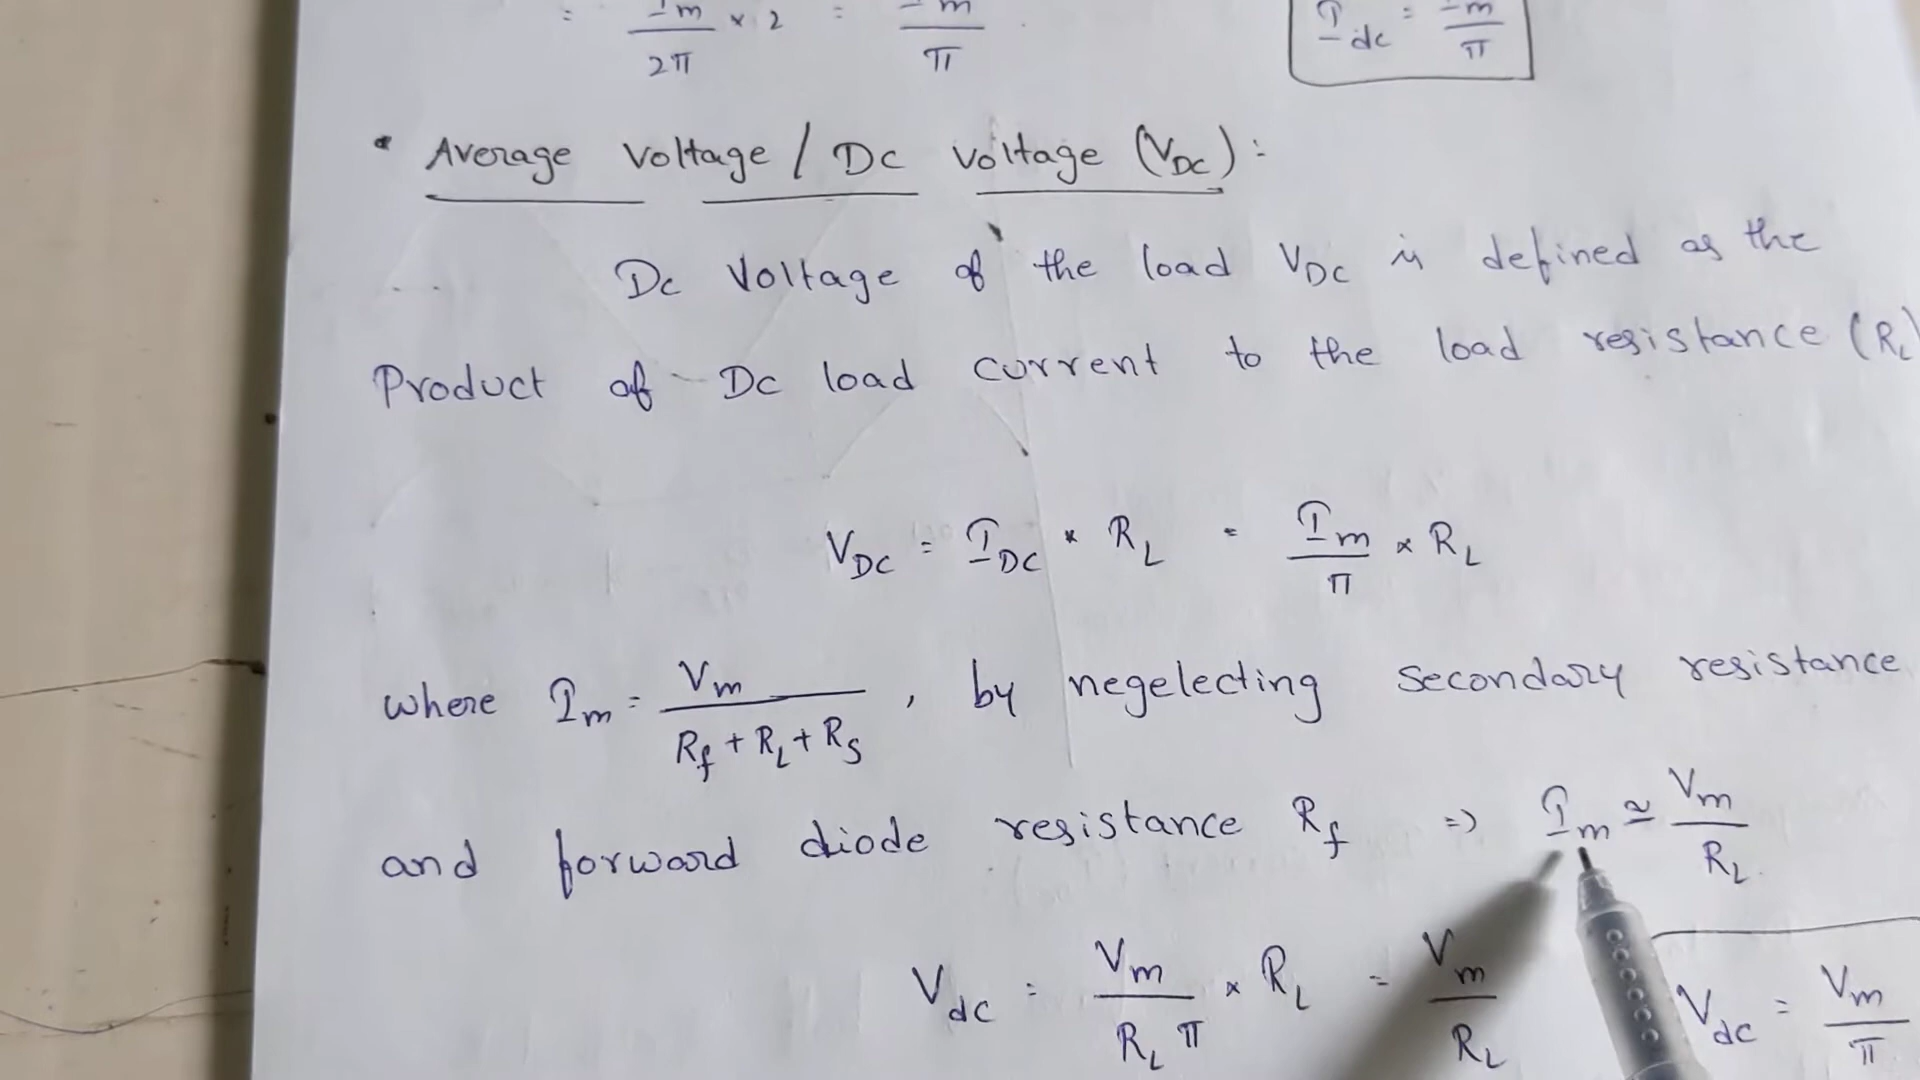 = Im/2π × 2 = Im/π
Idc = Im/π
• Average Voltage / DC Voltage (VDC) :
Dc Voltage of the load VDC is defined as the
Product of DC load current to the load resistance (RL)
VDC = IDC × RL = Im/π × RL
where Im = Vm/(Rf + RL + RS) , by negelecting secondary resistance
and forward diode resistance Rf => Im ≃ Vm/RL
Vdc = Vm/(RL π) × RL = Vm/RL
Vdc = Vm/π